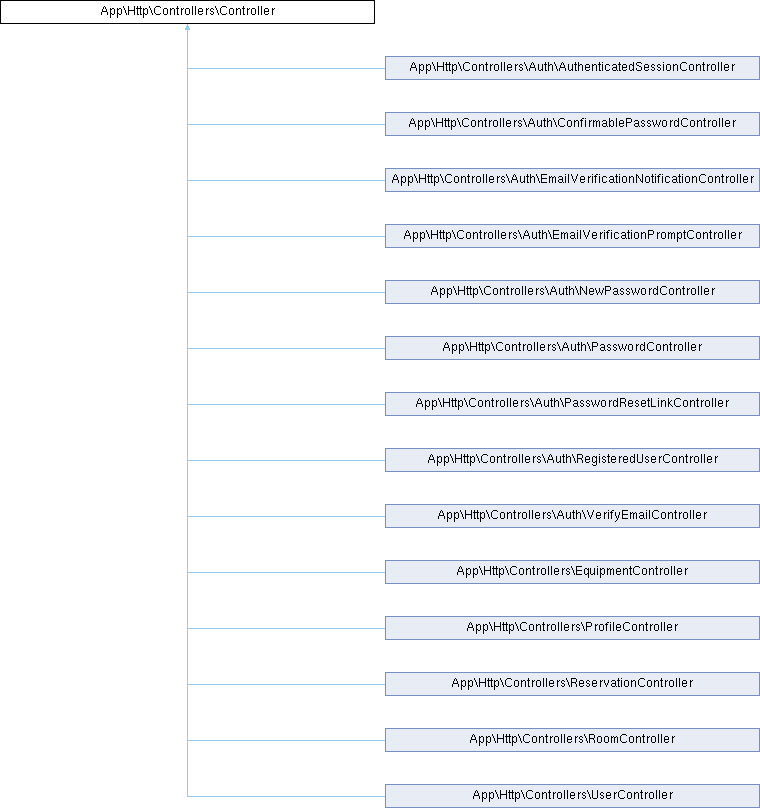 App\Http\Controllers\Controller
App\Http\Controllers\Auth\AuthenticatedSessionController
App\Http\Controllers\Auth\ConfirmablePasswordController
App\Http\Controllers\Auth\EmailVerificationNotificationController
App\Http\Controllers\Auth\EmailVerificationPromptController
App\Http\Controllers\Auth\NewPasswordController
App\Http\Controllers\Auth\PasswordController
App\Http\Controllers\Auth\PasswordResetLinkController
App\Http\Controllers\Auth\RegisteredUserController
App\Http\Controllers\Auth\VerifyEmailController
App\Http\Controllers\EquipmentController
App\Http\Controllers\ProfileController
App\Http\Controllers\ReservationController
App\Http\Controllers\RoomController
App\Http\Controllers\UserController